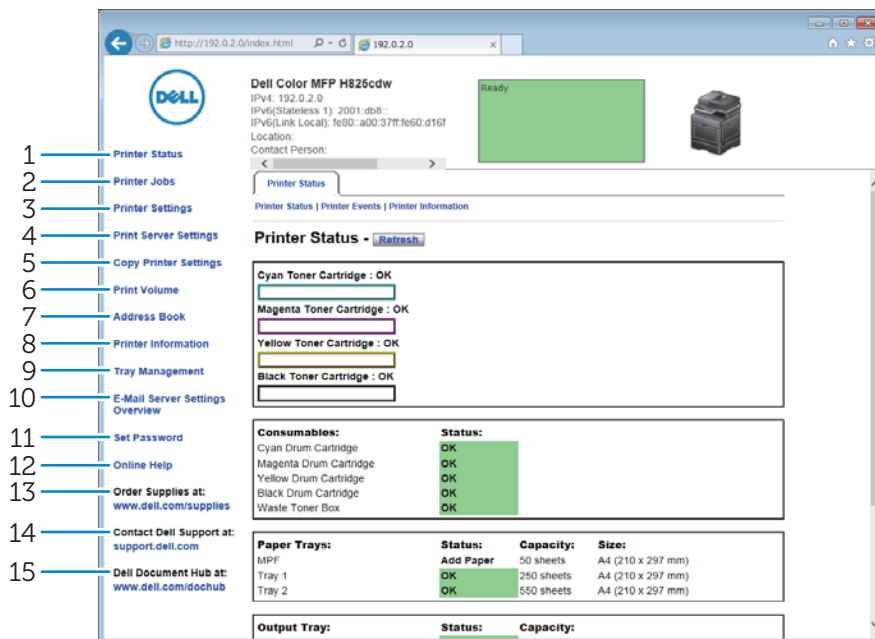 http://192.0.2.0/index.html
192.0.2.0
DELL
Dell Color MFP H825cdw
IPv4: 192.0.2.0
IPv6(Stateless 1): 2001:db8::
IPv6(Link Local): fe80::a00:37ff:fe60:d16f
Location:
Contact Person:
Ready
1 Printer Status
2 Printer Jobs
3 Printer Settings
4 Print Server Settings
5 Copy Printer Settings
6 Print Volume
7 Address Book
8 Printer Information
9 Tray Management
10 E-Mail Server Settings
Overview
11 Set Password
12 Online Help
13 Order Supplies at:
www.dell.com/supplies
14 Contact Dell Support at:
support.dell.com
15 Dell Document Hub at:
www.dell.com/dochub
Printer Status
Printer Status | Printer Events | Printer Information
Printer Status - Refresh
Cyan Toner Cartridge : OK
Magenta Toner Cartridge : OK
Yellow Toner Cartridge : OK
Black Toner Cartridge : OK
Consumables: Status:
Cyan Drum Cartridge OK
Magenta Drum Cartridge OK
Yellow Drum Cartridge OK
Black Drum Cartridge OK
Waste Toner Box OK
Paper Trays: Status: Capacity: Size:
MPF Add Paper 50 sheets A4 (210 x 297 mm)
Tray 1 OK 250 sheets A4 (210 x 297 mm)
Tray 2 OK 550 sheets A4 (210 x 297 mm)
Output Tray: Status: Capacity: